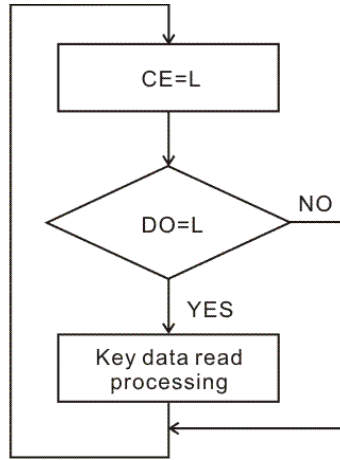 CE=L
DO=L
NO
YES
Key data read
processing